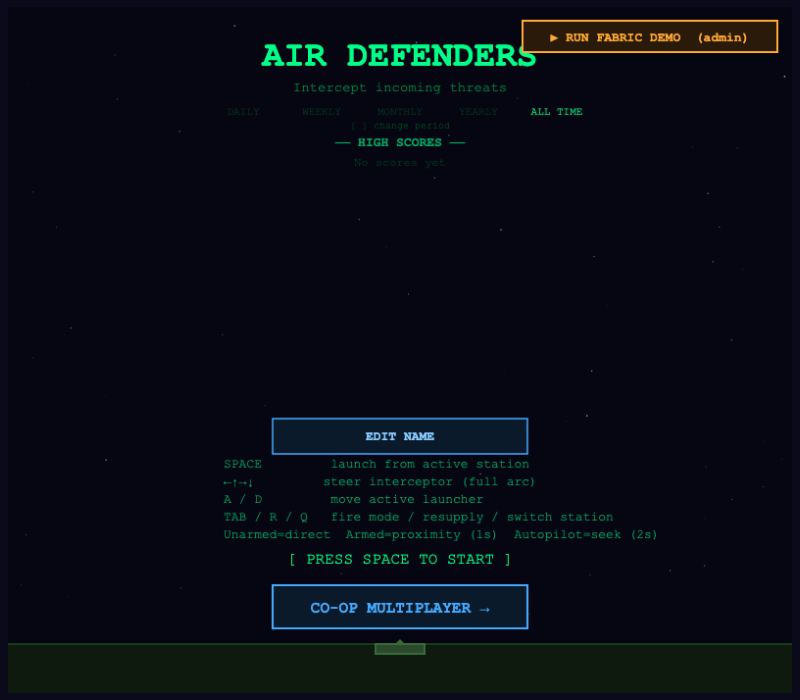 ▶ RUN FABRIC DEMO (admin)
AIR DEFENDERS
Intercept incoming threats
DAILY WEEKLY MONTHLY YEARLY ALL TIME
[ ] change period
—— HIGH SCORES ——
No scores yet
EDIT NAME
SPACE launch from active station
←↑→↓ steer interceptor (full arc)
A / D move active launcher
TAB / R / Q fire mode / resupply / switch station
Unarmed=direct Armed=proximity (1s) Autopilot=seek (2s)
[ PRESS SPACE TO START ]
CO-OP MULTIPLAYER →